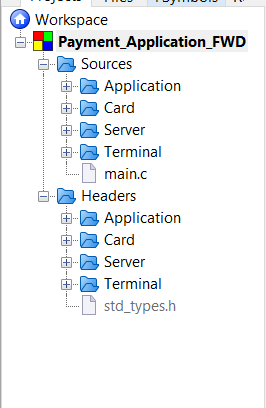 Workspace
Payment_Application_FWD
Sources
Application
Card
Server
Terminal
main.c
Headers
Application
Card
Server
Terminal
std_types.h